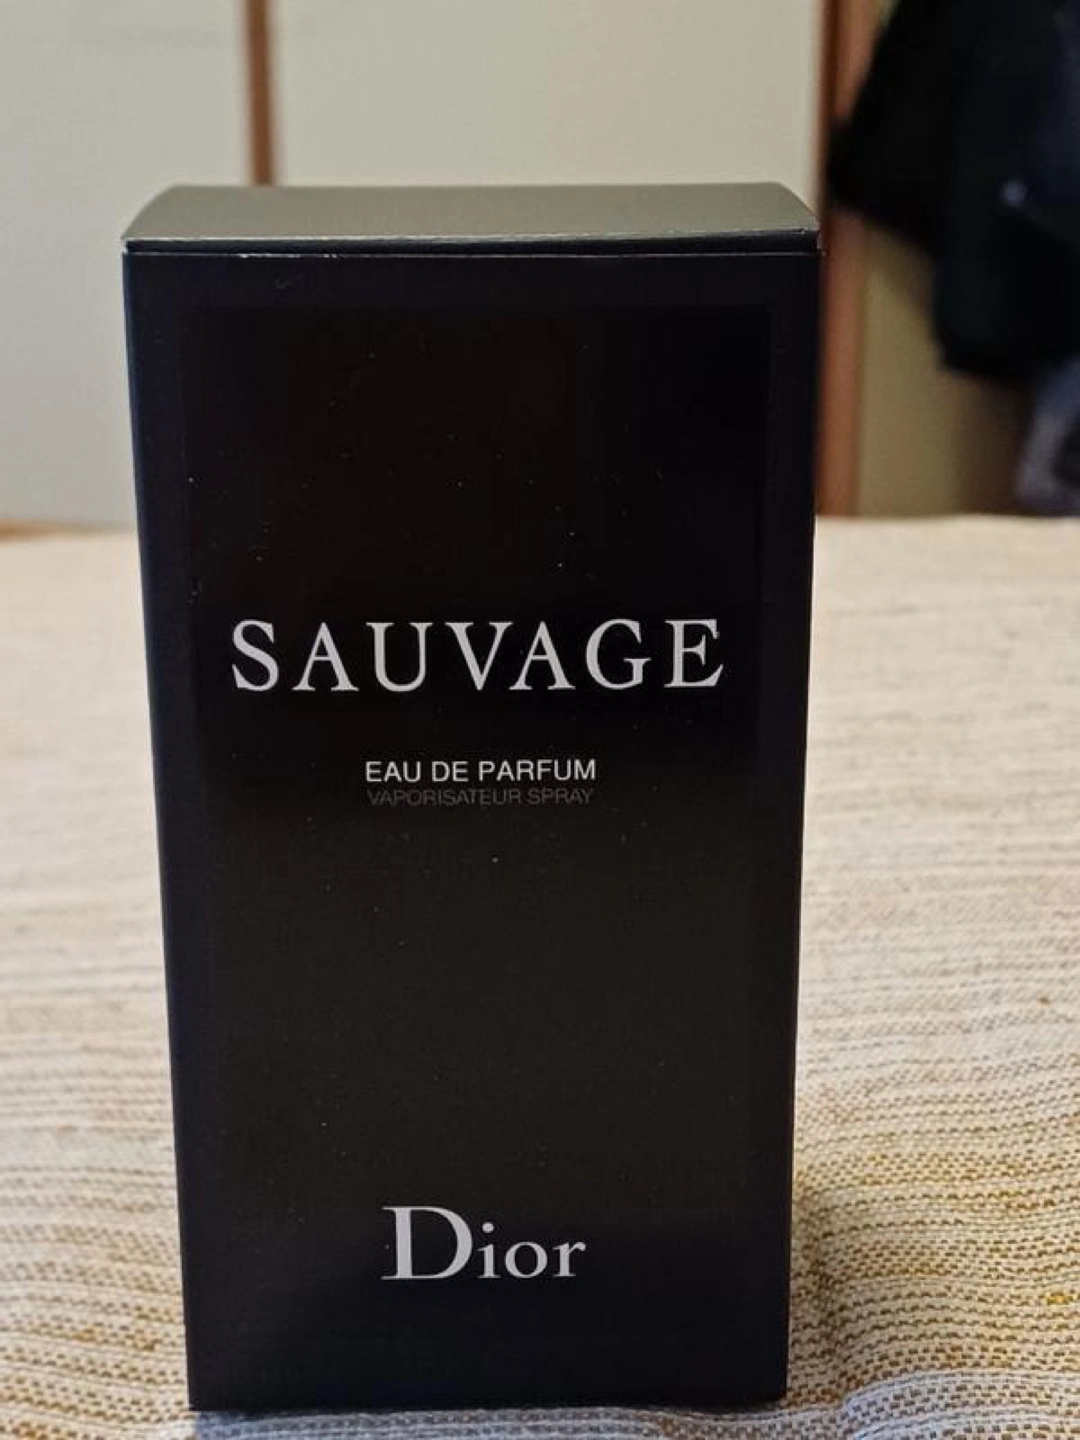 SAUVAGE
EAU DE PARFUM
VAPORISATEUR SPRAY
Dior